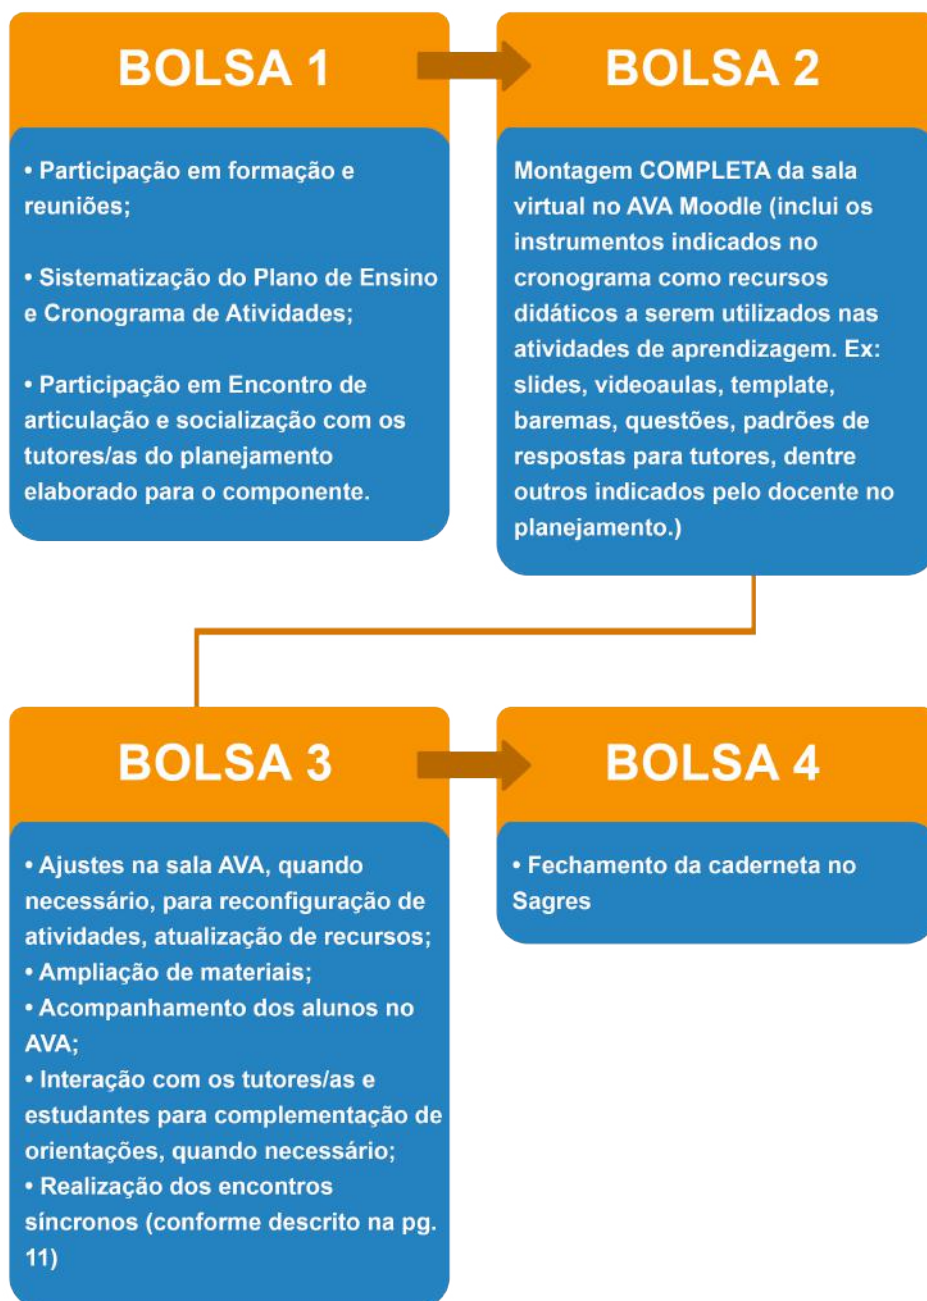 BOLSA 1
• Participação em formação e
reuniões;
• Sistematização do Plano de Ensino
e Cronograma de Atividades;
• Participação em Encontro de
articulação e socialização com os
tutores/as do planejamento
elaborado para o componente.
BOLSA 2
Montagem COMPLETA da sala
virtual no AVA Moodle (inclui os
instrumentos indicados no
cronograma como recursos
didáticos a serem utilizados nas
atividades de aprendizagem. Ex:
slides, videoaulas, template,
baremas, questões, padrões de
respostas para tutores, dentre
outros indicados pelo docente no
planejamento.)
BOLSA 3
• Ajustes na sala AVA, quando
necessário, para reconfiguração de
atividades, atualização de recursos;
• Ampliação de materiais;
• Acompanhamento dos alunos no
AVA;
• Interação com os tutores/as e
estudantes para complementação de
orientações, quando necessário;
• Realização dos encontros
síncronos (conforme descrito na pg.
11)
BOLSA 4
• Fechamento da caderneta no
Sagres